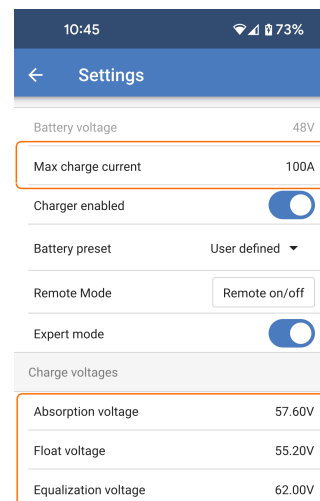 10:45 73%
Settings
Battery voltage 48V
Max charge current 100A
Charger enabled
Battery preset User defined
Remote Mode Remote on/off
Expert mode
Charge voltages
Absorption voltage 57.60V
Float voltage 55.20V
Equalization voltage 62.00V